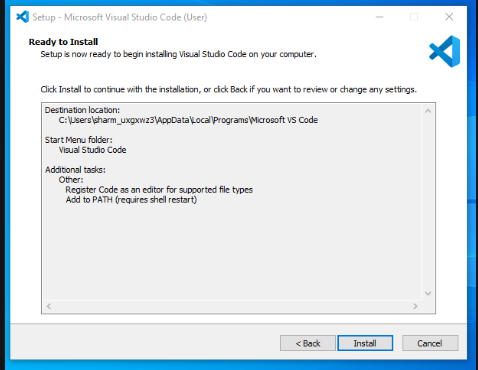 Setup - Microsoft Visual Studio Code (User)
Ready to Install
Setup is now ready to begin installing Visual Studio Code on your computer.
Click Install to continue with the installation, or click Back if you want to review or change any settings.
Destination location:
C:\Users\sharm_uxgxwz3\AppData\Local\Programs\Microsoft VS Code
Start Menu folder:
Visual Studio Code
Additional tasks:
Other:
Register Code as an editor for supported file types
Add to PATH (requires shell restart)
< Back
Install
Cancel